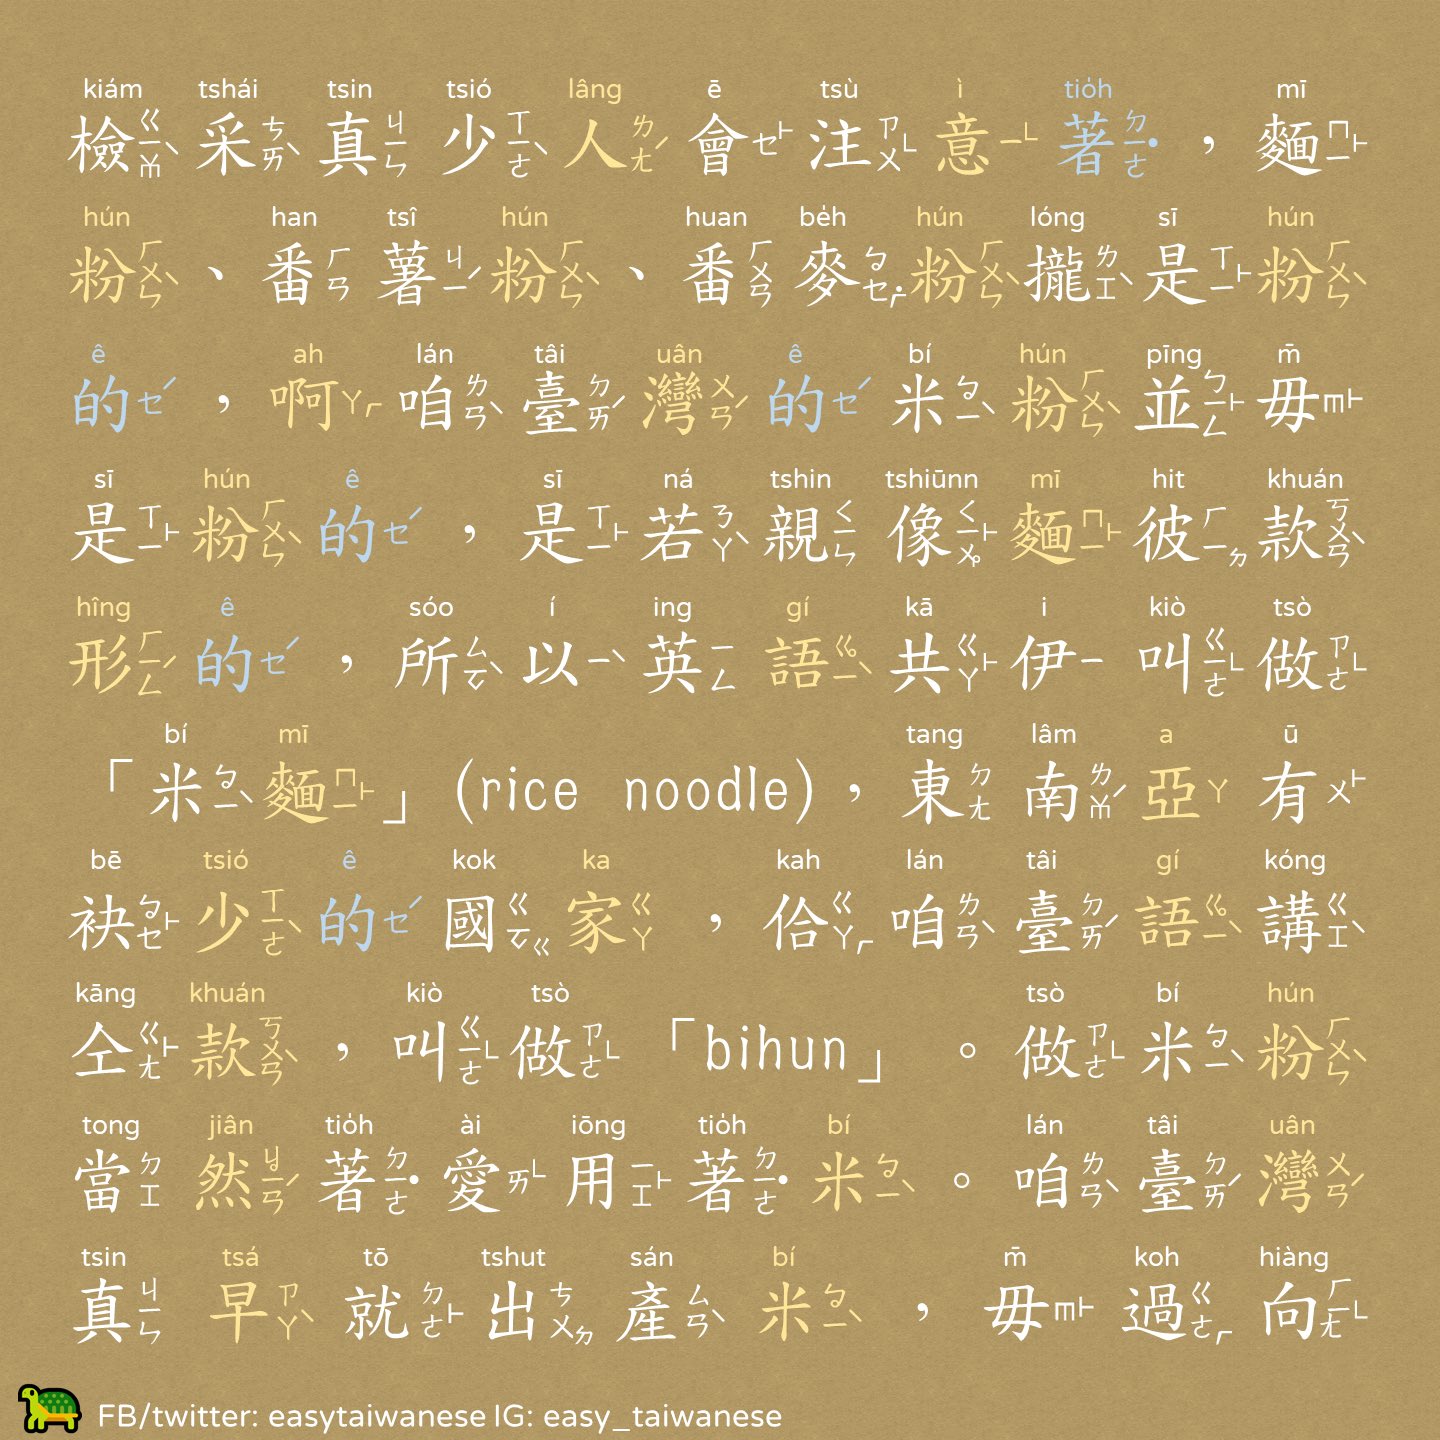 kiám tshái tsin tsió lâng ē tsù ì tio̍h mī
檢采真少人會注意著，麵
hún han tsî hún huan be̍h hún lóng sī hún
粉、番薯粉、番麥粉攏是粉
ê ah lán tâi uân ê bí hún pīng m̄
的，啊咱臺灣的米粉並毋
sī hún ê sī ná tshin tshiūnn mī hit khuán
是粉的，是若親像麵彼款
hîng ê sóo í ing gí kā i kiò tsò
形的，所以英語共伊叫做
bí mī tang lâm a ū
「米麵」(rice noodle)，東南亞有
bē tsió ê kok ka kah lán tâi gí kóng
袂少的國家，佮咱臺語講
kāng khuán kiò tsò tsò bí hún
仝款，叫做「bihun」。做米粉
tong jiân tio̍h ài iōng tio̍h bí lán tâi uân
當然著愛用著米。咱臺灣
tsin tsá tō tshut sán bí m̄ koh hiàng
真早就出產米，毋過向
FB/twitter: easytaiwanese IG: easy_taiwanese